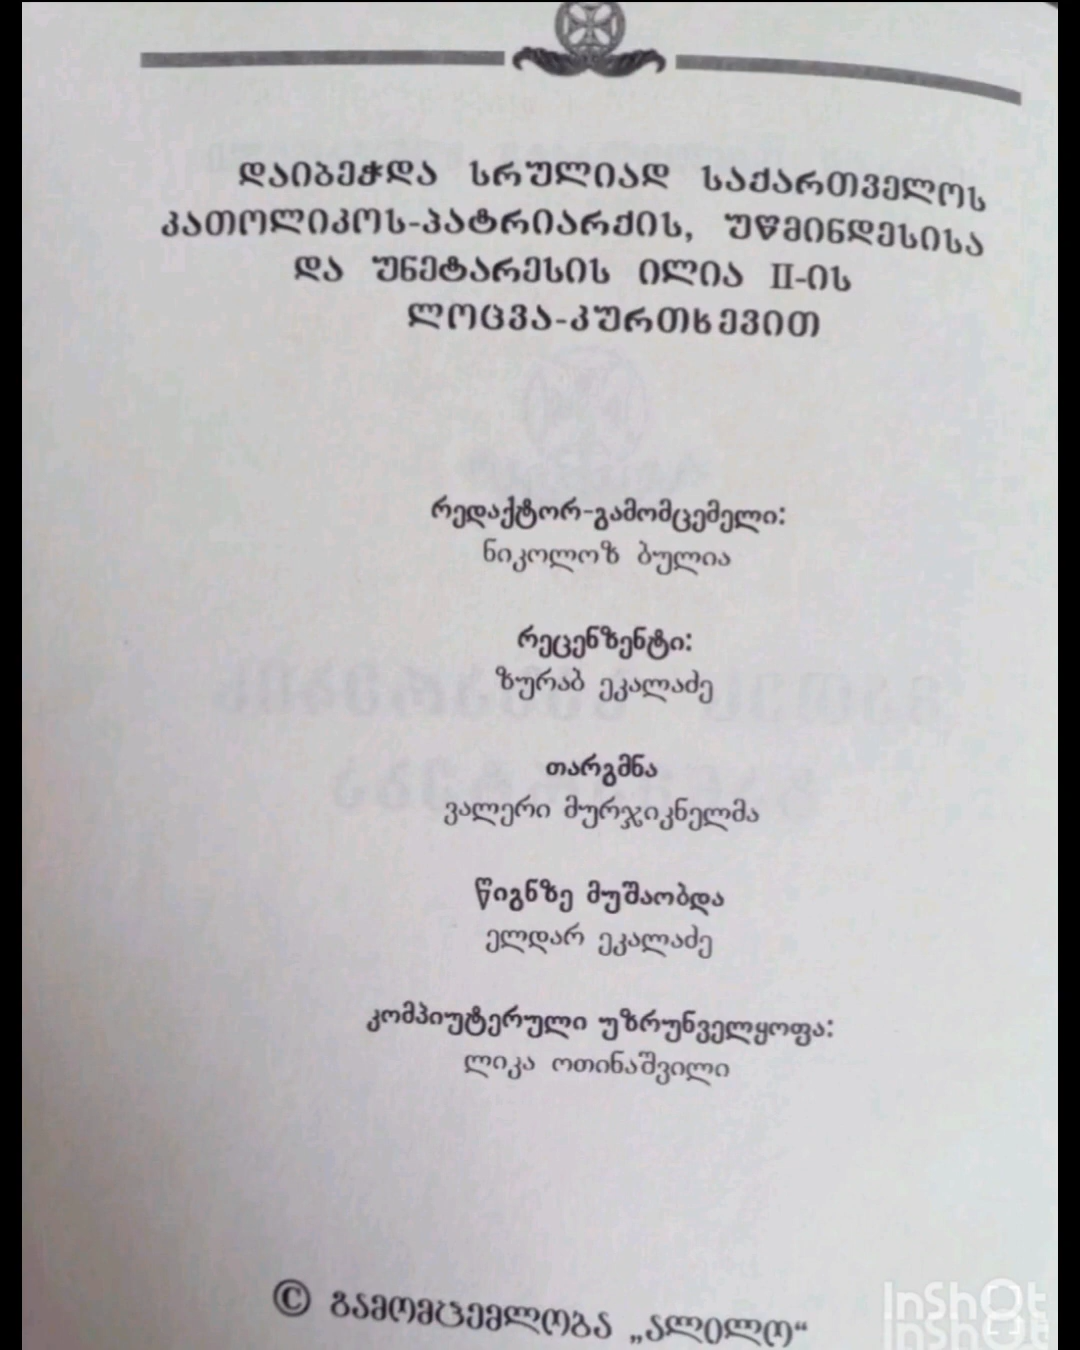 დაიბეჭდა სრულიად საქართველოს
კათოლიკოს-პატრიარქის, უწმინდესისა
და უნეტარესის ილია II-ის
ლოცვა-კურთხევით
რედაქტორ-გამომცემელი:
ნიკოლოზ ბულია
რეცენზენტი:
ზურაბ ეკალაძე
თარგმნა
ვალერი მურჯიკნელმა
წიგნზე მუშაობდა
ელდარ ეკალაძე
კომპიუტერული უზრუნველყოფა:
ლიკა ოთინაშვილი
© გამომცემლობა „ალილო“
InShOt